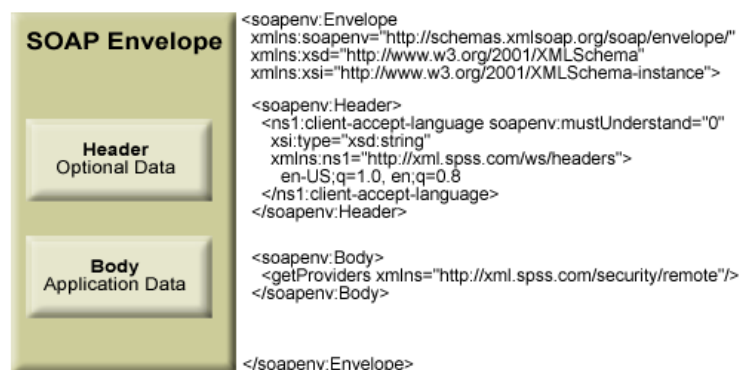 SOAP Envelope
Header
Optional Data
Body
Application Data
<soapenv:Envelope
xmlns:soapenv="http://schemas.xmlsoap.org/soap/envelope/"
xmlns:xsd="http://www.w3.org/2001/XMLSchema"
xmlns:xsi="http://www.w3.org/2001/XMLSchema-instance">
<soapenv:Header>
<ns1:client-accept-language soapenv:mustUnderstand="0"
xsi:type="xsd:string"
xmlns:ns1="http://xml.spss.com/ws/headers">
en-US;q=1.0, en;q=0.8
</ns1:client-accept-language>
</soapenv:Header>
<soapenv:Body>
<getProviders xmlns="http://xml.spss.com/security/remote"/>
</soapenv:Body>
</soapenv:Envelope>